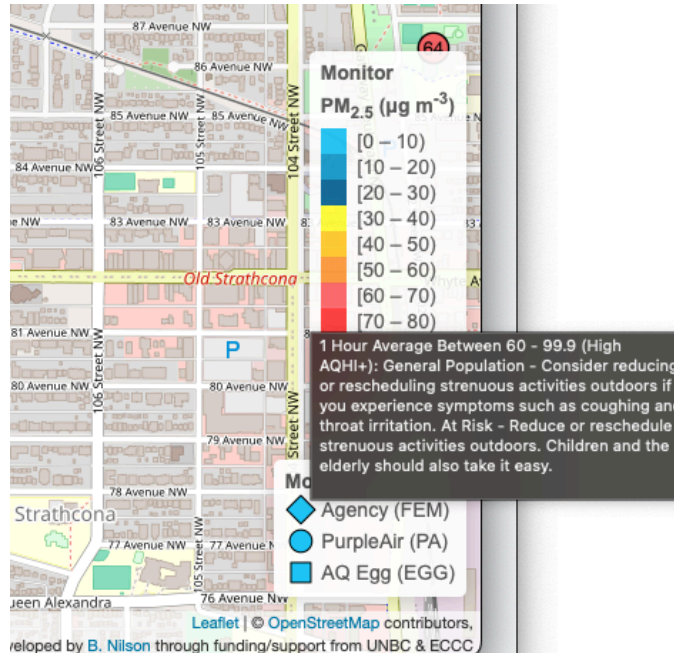 87 Avenue NW
64
86 Avenue NW
Monitor
PM2.5 (µg m-3)
85 Avenue NW
85 Avenue NW
[0 – 10)
[10 – 20)
[20 – 30)
[30 – 40)
[40 – 50)
[50 – 60)
[60 – 70)
[70 – 80)
106 Street NW
105 Street NW
104 Street NW
84 Avenue NW
NW
83 Avenue NW
83 Avenue NW
Old Strathcona
81 Avenue NW
P
80 Avenue NW
80 Avenue NW
106 Street NW
Street NW
79 Avenue NW
1 Hour Average Between 60 - 99.9 (High
AQHI+): General Population - Consider reducing
or rescheduling strenuous activities outdoors if
you experience symptoms such as coughing and
throat irritation. At Risk - Reduce or reschedule
strenuous activities outdoors. Children and the
elderly should also take it easy.
78 Avenue NW
Mo
Agency (FEM)
PurpleAir (PA)
AQ Egg (EGG)
Strathcona
77 Avenue NW
77 Avenue NW
105 Street NW
76 Avenue NW
ueen Alexandra
Leaflet | © OpenStreetMap contributors,
veloped by B. Nilson through funding/support from UNBC & ECCC